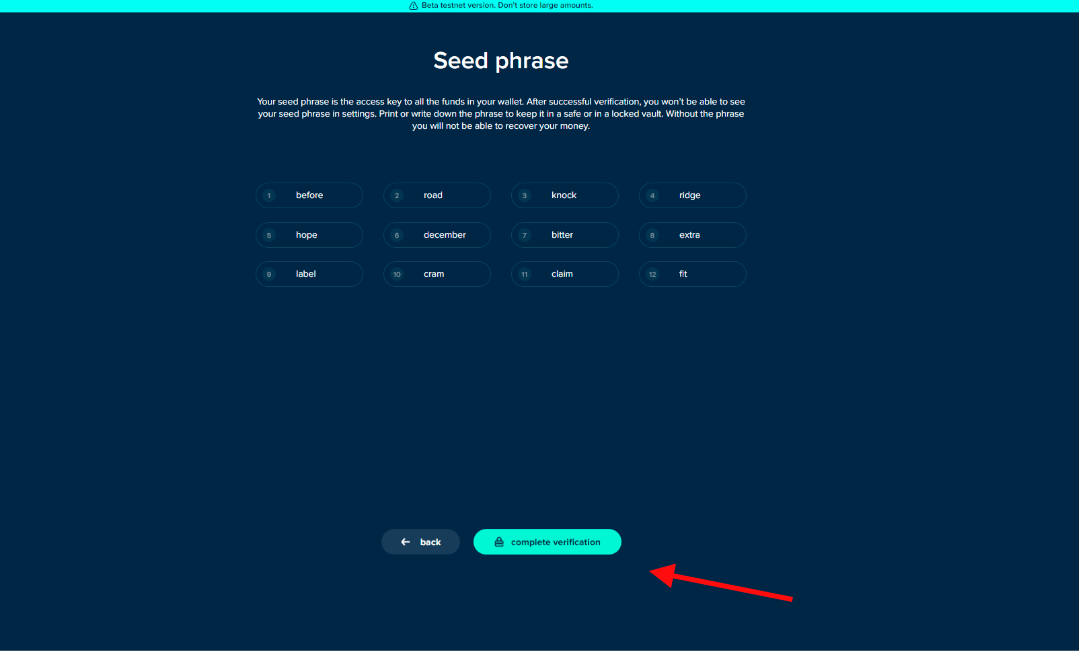 Beta testnet version. Don't store large amounts.
Seed phrase
Your seed phrase is the access key to all the funds in your wallet. After successful verification, you won't be able to see
your seed phrase in settings. Print or write down the phrase to keep it in a safe or in a locked vault. Without the phrase
you will not be able to recover your money.
1 before 2 road 3 knock 4 ridge
5 hope 6 december 7 bitter 8 extra
9 label 10 cram 11 claim 12 fit
back complete verification